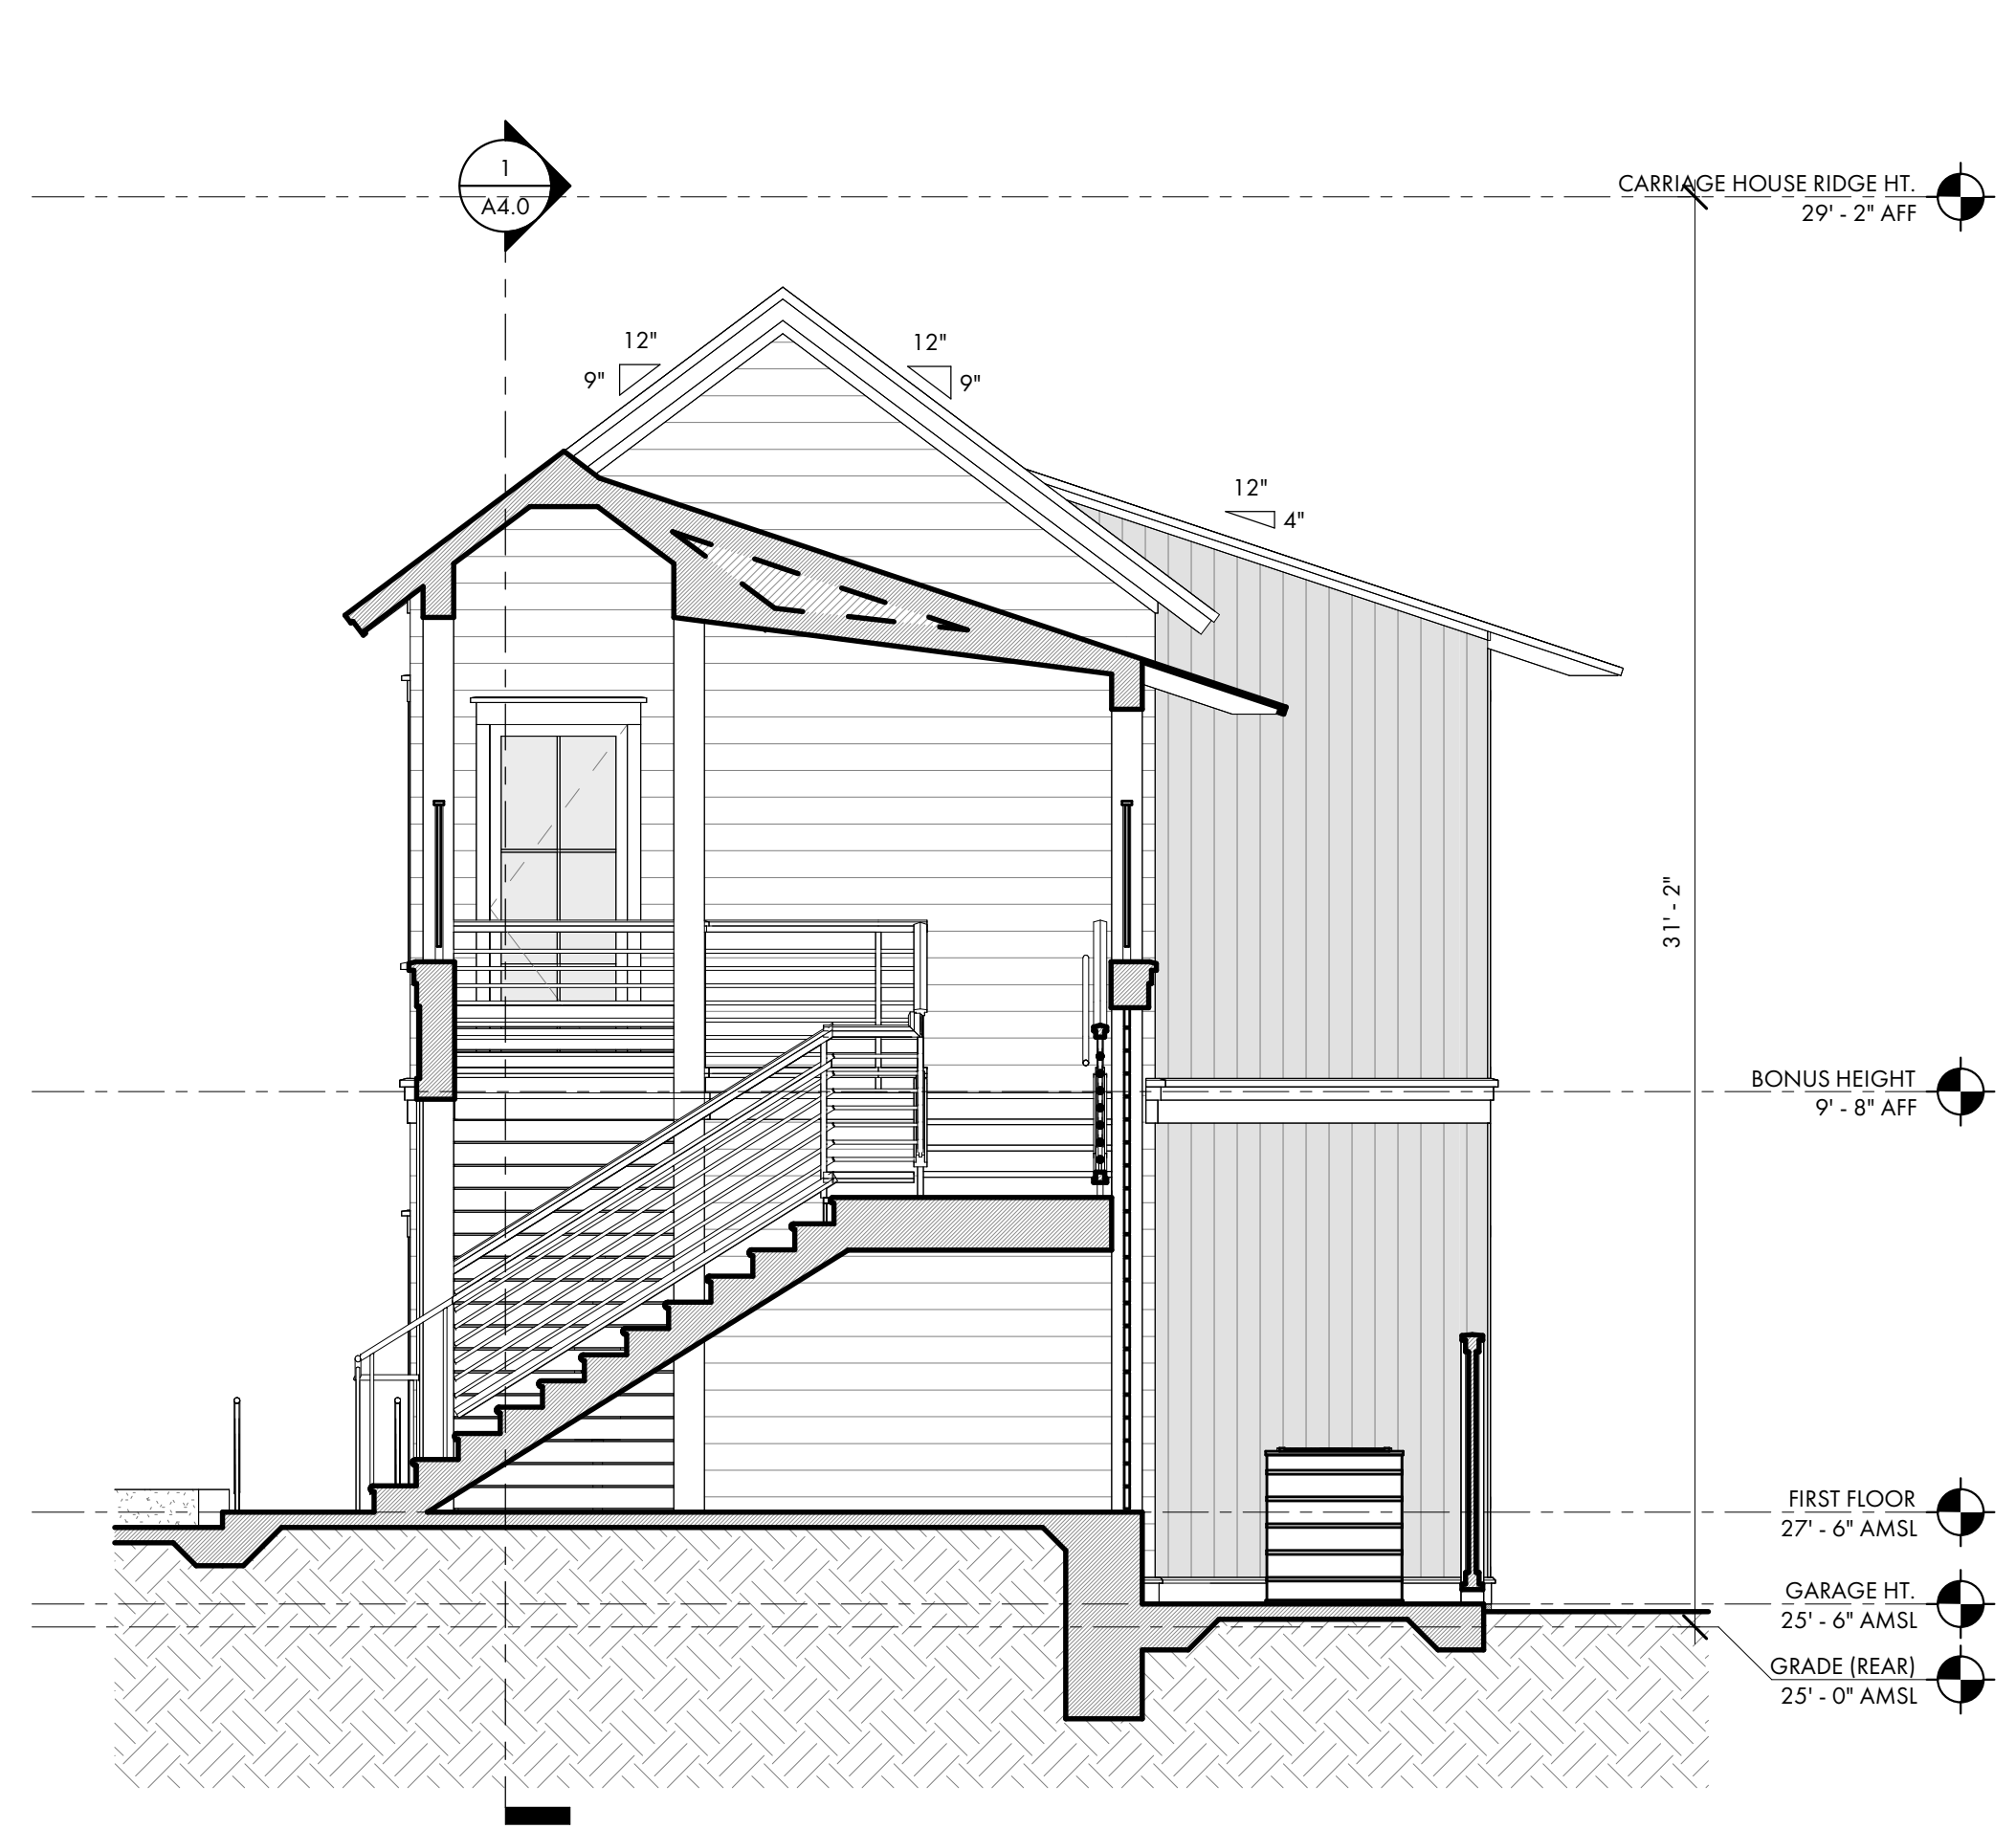 1
A4.0
CARRIAGE HOUSE RIDGE HT.
29' - 2" AFF
12"
9"
12"
9"
12"
4"
31' - 2"
BONUS HEIGHT
9' - 8" AFF
FIRST FLOOR
27' - 6" AMSL
GARAGE HT.
25' - 6" AMSL
GRADE (REAR)
25' - 0" AMSL